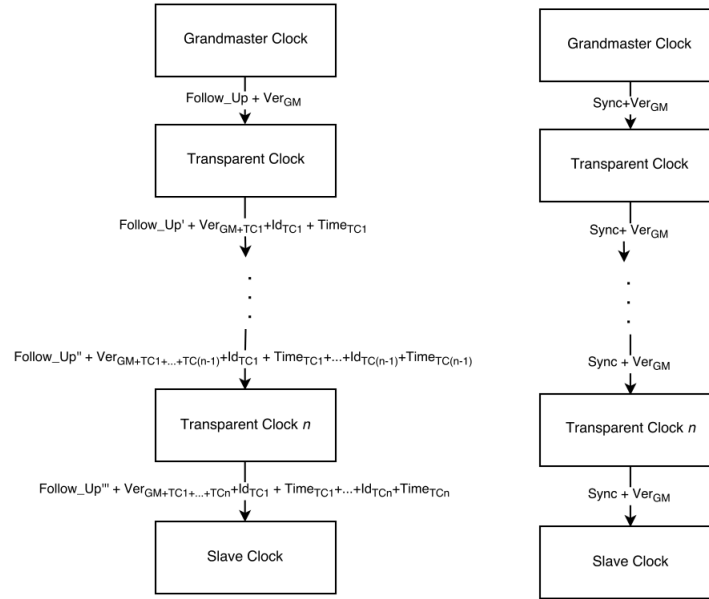 Grandmaster Clock
Follow_Up + VerGM
Transparent Clock
Follow_Up' + VerGM+TC1+IdTC1 + TimeTC1
.
.
.
Follow_Up" + VerGM+TC1+...+TC(n-1)+IdTC1 + TimeTC1+...+IdTC(n-1)+TimeTC(n-1)
Transparent Clock n
Follow_Up''' + VerGM+TC1+...+TCn+IdTC1 + TimeTC1+...+IdTCn+TimeTCn
Slave Clock
Grandmaster Clock
Sync+VerGM
Transparent Clock
Sync+ VerGM
.
.
.
Sync + VerGM
Transparent Clock n
Sync + VerGM
Slave Clock